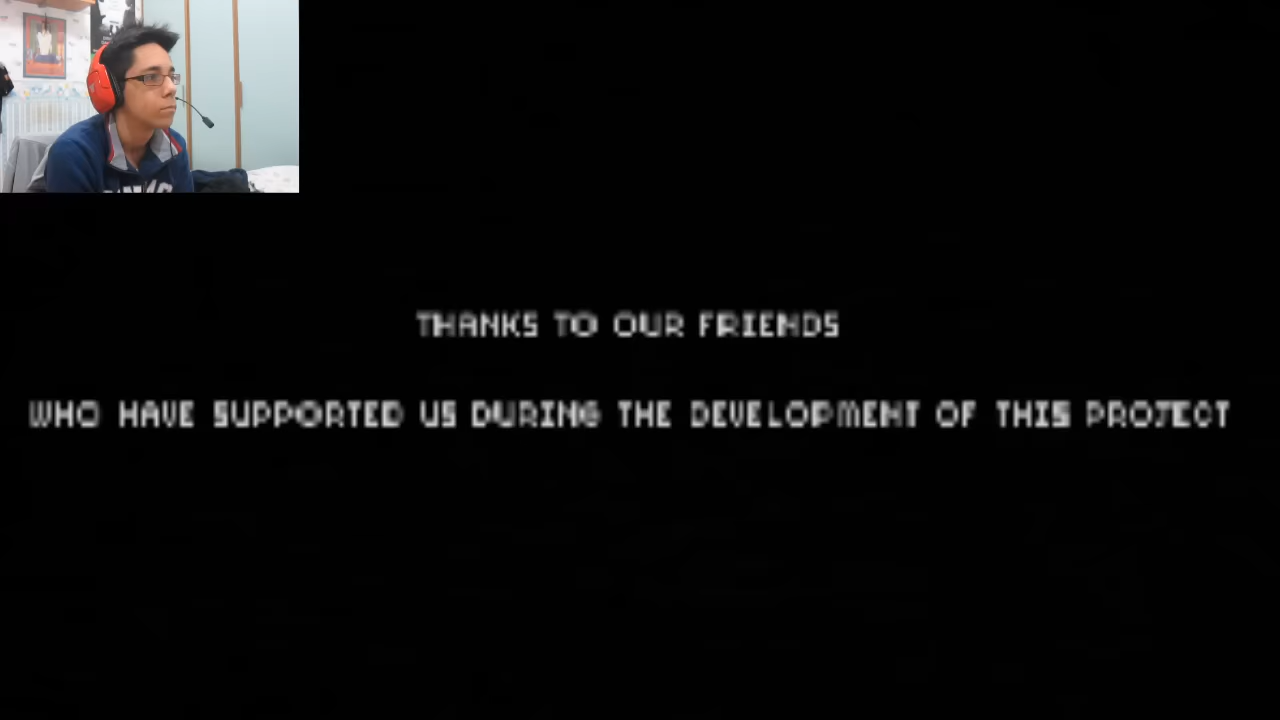 THANKS TO OUR FRIENDS
WHO HAVE SUPPORTED US DURING THE DEVELOPMENT OF THIS PROJECT